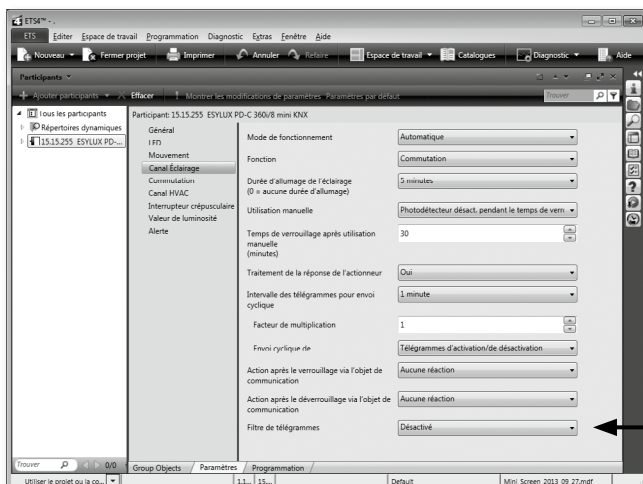 ETS4™ - .
ETS Editer Espace de travail Programmation Diagnostic Extras Fenêtre Aide
Nouveau Fermer projet Imprimer Annuler Refaire Espace de travail Catalogues Diagnostic Aide
Participants
Ajouter participants Effacer Montrer les modifications de paramètres Paramètres par défaut Trouver
Tous les participants
Répertoires dynamiques
15.15.255 ESYLUX PD-...
Participant: 15.15.255 ESYLUX PD-C 360i/8 mini KNX
Général
LED
Mouvement
Canal Éclairage
Commutation
Canal HVAC
Interrupteur crépusculaire
Valeur de luminosité
Alerte
Mode de fonctionnement Automatique
Fonction Commutation
Durée d'allumage de l'éclairage
(0 = aucune durée d'allumage) 5 minutes
Utilisation manuelle Photodétecteur désact. pendant le temps de verr
Temps de verrouillage après utilisation
manuelle
(minutes) 30
Traitement de la réponse de l'actionneur Oui
Intervalle des télégrammes pour envoi
cyclique 1 minute
Facteur de multiplication 1
Envoi cyclique de Télégrammes d'activation/de désactivation
Action après le verrouillage via l'objet de
communication Aucune réaction
Action après le déverrouillage via l'objet de
communication Aucune réaction
Filtre de télégrammes Désactivé
Trouver 0/0
Group Objects Paramètres Programmation
Utiliser le projet ou la co... 1.1... 15.... Default Mini_Screen_2013_09_27.mdf